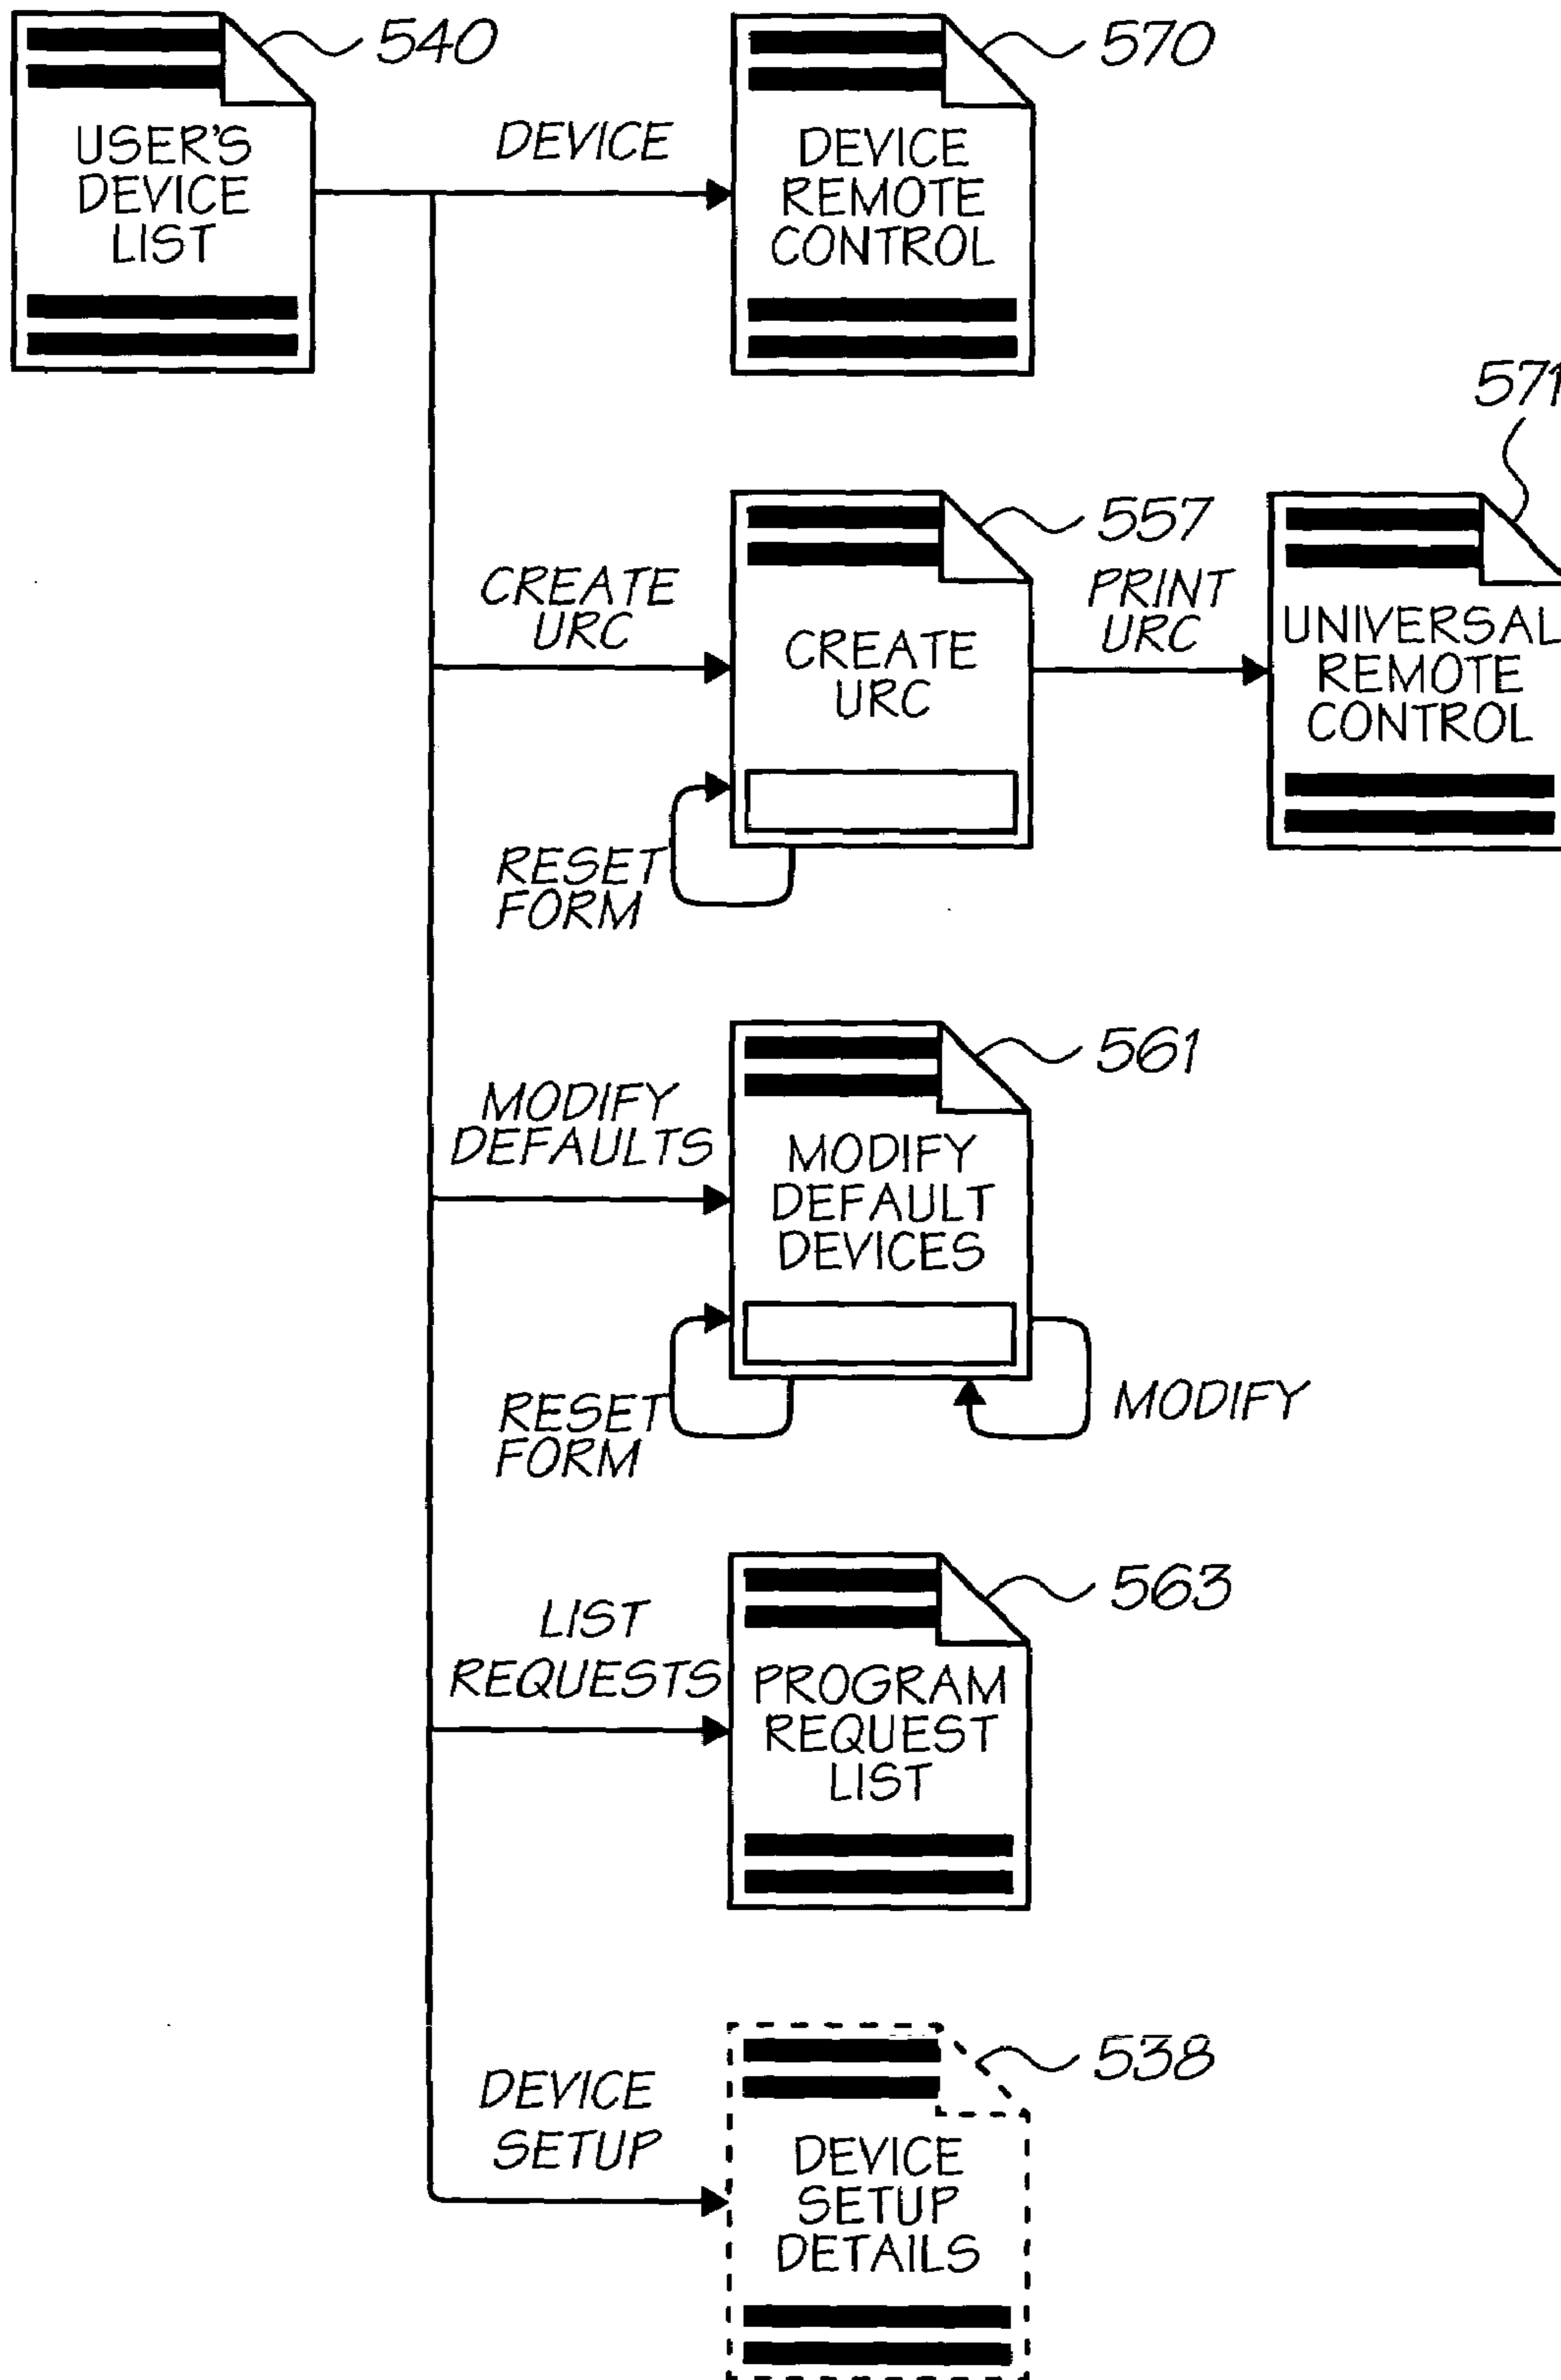 540
USER'S
DEVICE
LIST
DEVICE
570
DEVICE
REMOTE
CONTROL
571
CREATE
URC
557
CREATE
URC
PRINT
URC
UNIVERSAL
REMOTE
CONTROL
RESET
FORM
MODIFY
DEFAULTS
561
MODIFY
DEFAULT
DEVICES
RESET
FORM
MODIFY
LIST
REQUESTS
563
PROGRAM
REQUEST
LIST
DEVICE
SETUP
538
DEVICE
SETUP
DETAILS